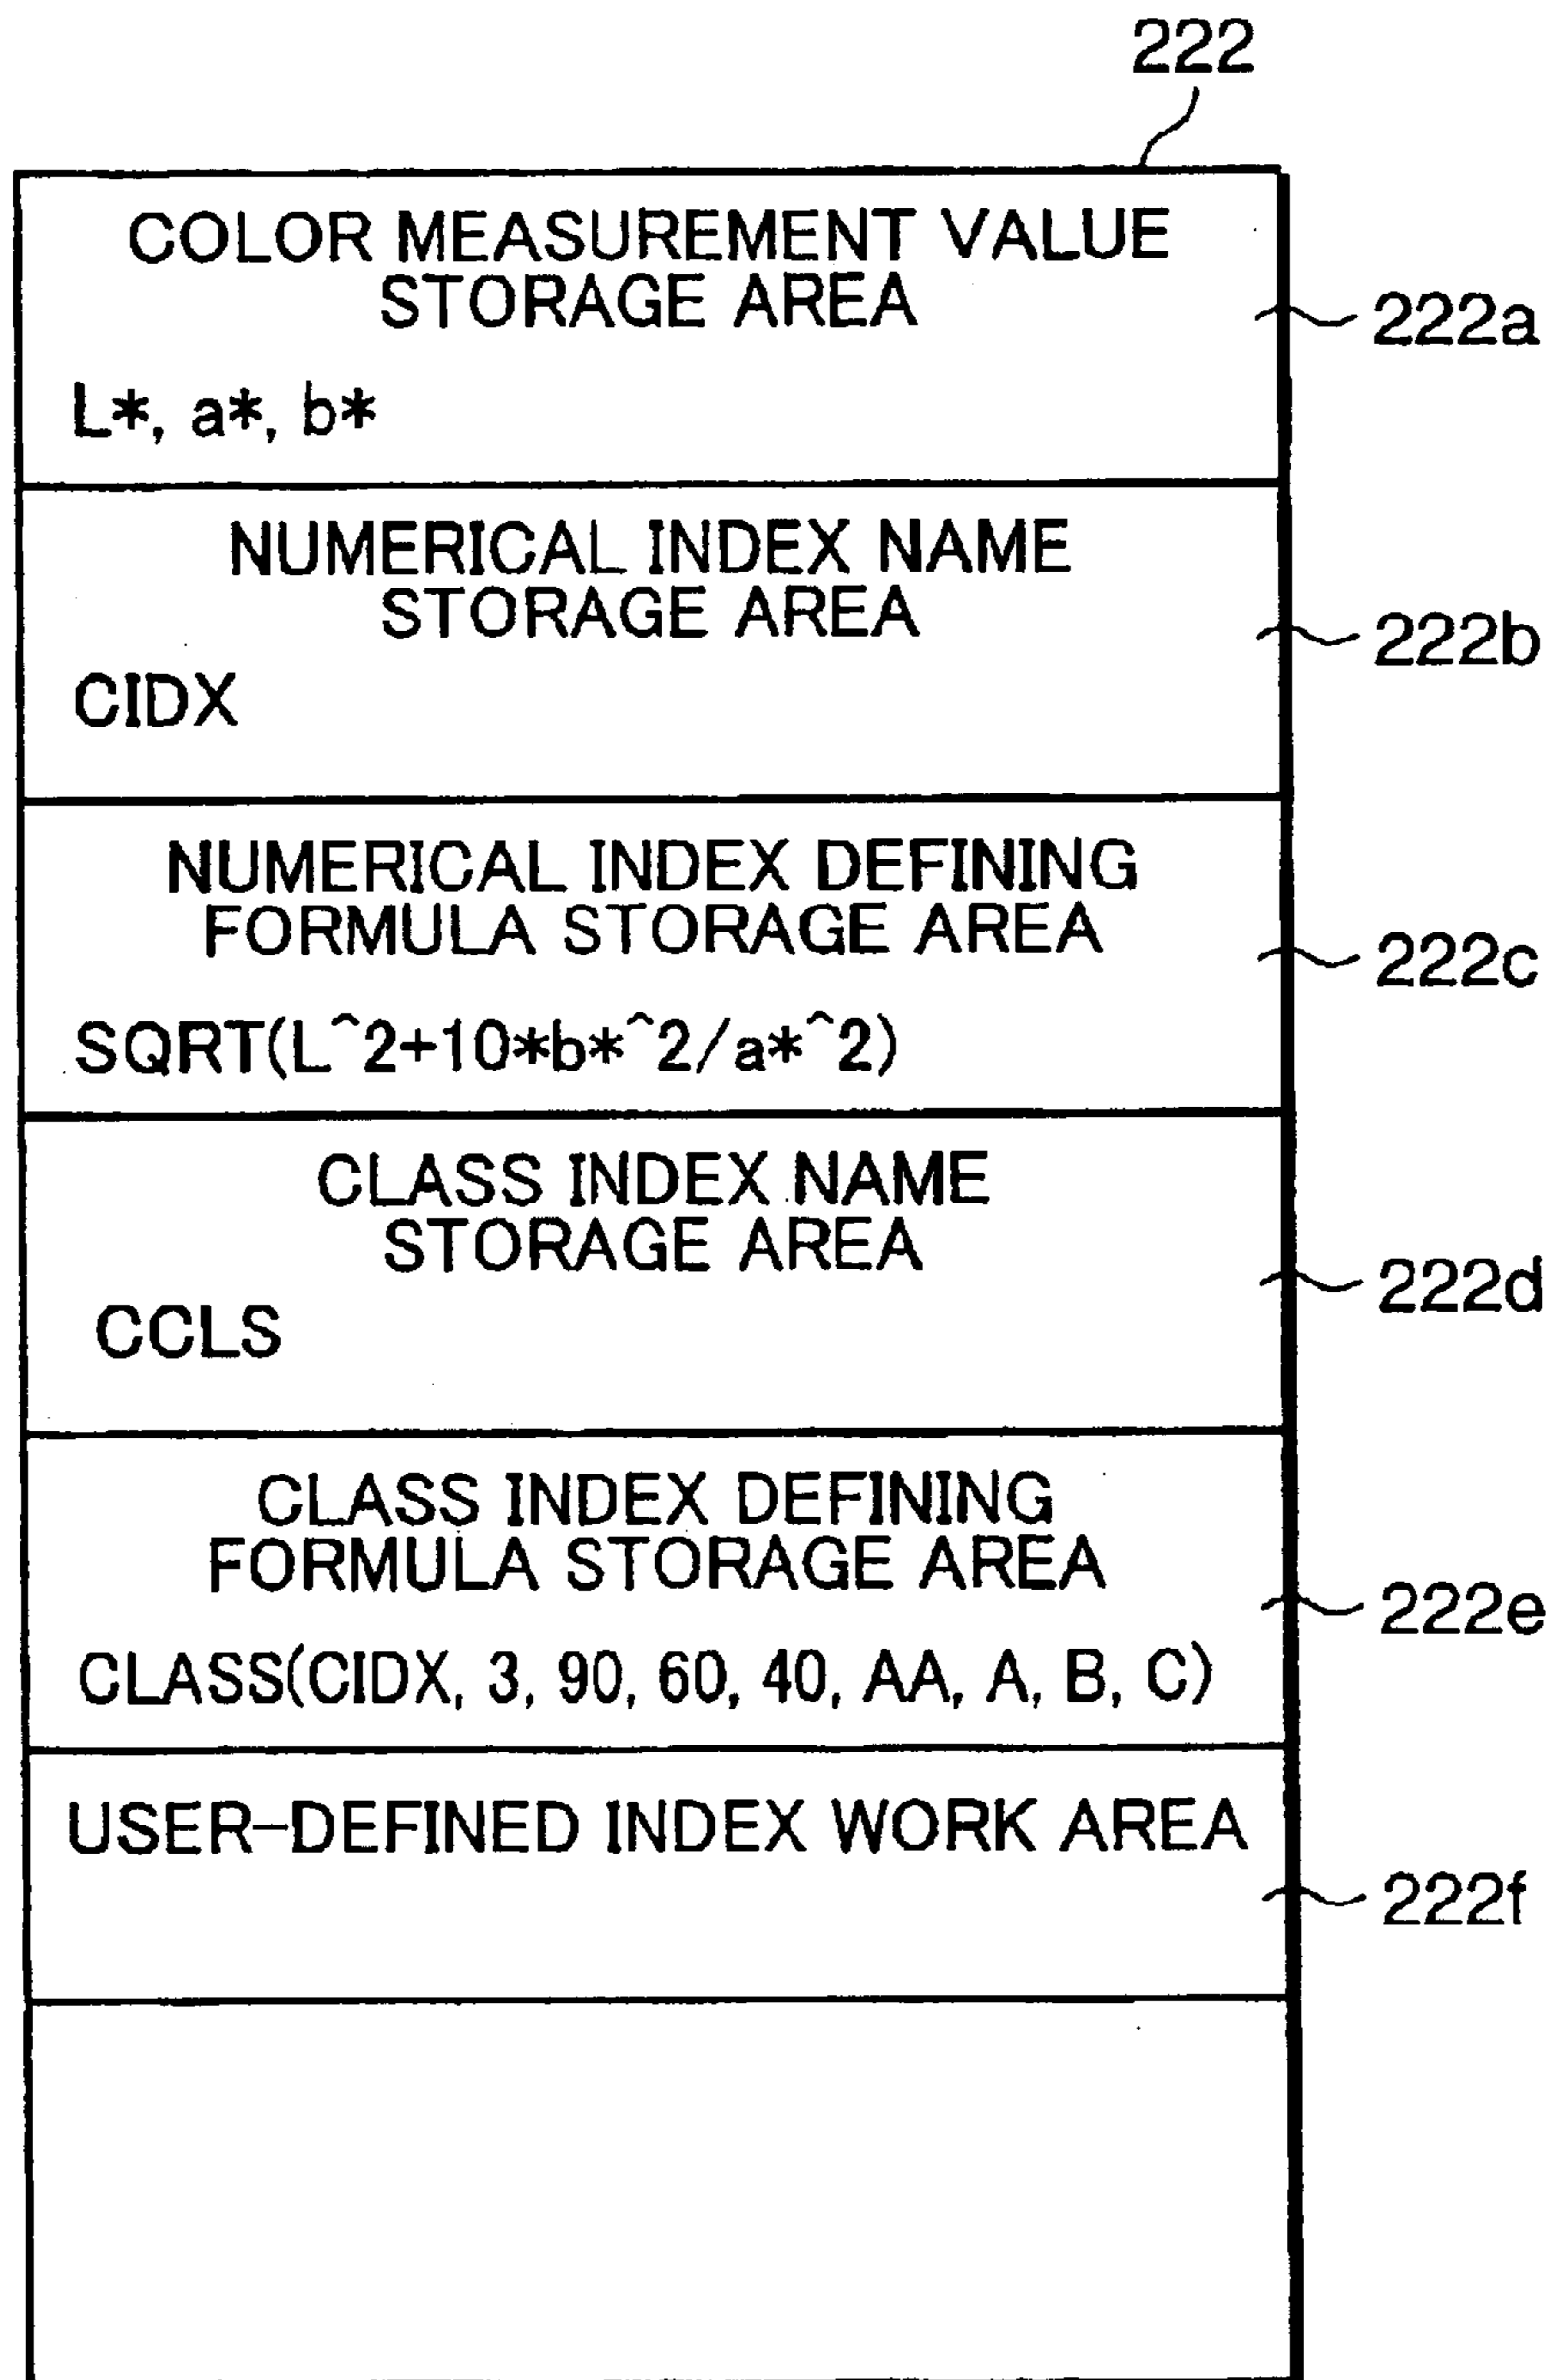 222
COLOR MEASUREMENT VALUE
STORAGE AREA
222a
L*, a*, b*
NUMERICAL INDEX NAME
STORAGE AREA
222b
CIDX
NUMERICAL INDEX DEFINING
FORMULA STORAGE AREA
222c
SQRT(L^2+10*b*^2/a*^2)
CLASS INDEX NAME
STORAGE AREA
222d
CCLS
CLASS INDEX DEFINING
FORMULA STORAGE AREA
222e
CLASS(CIDX, 3, 90, 60, 40, AA, A, B, C)
USER-DEFINED INDEX WORK AREA
222f